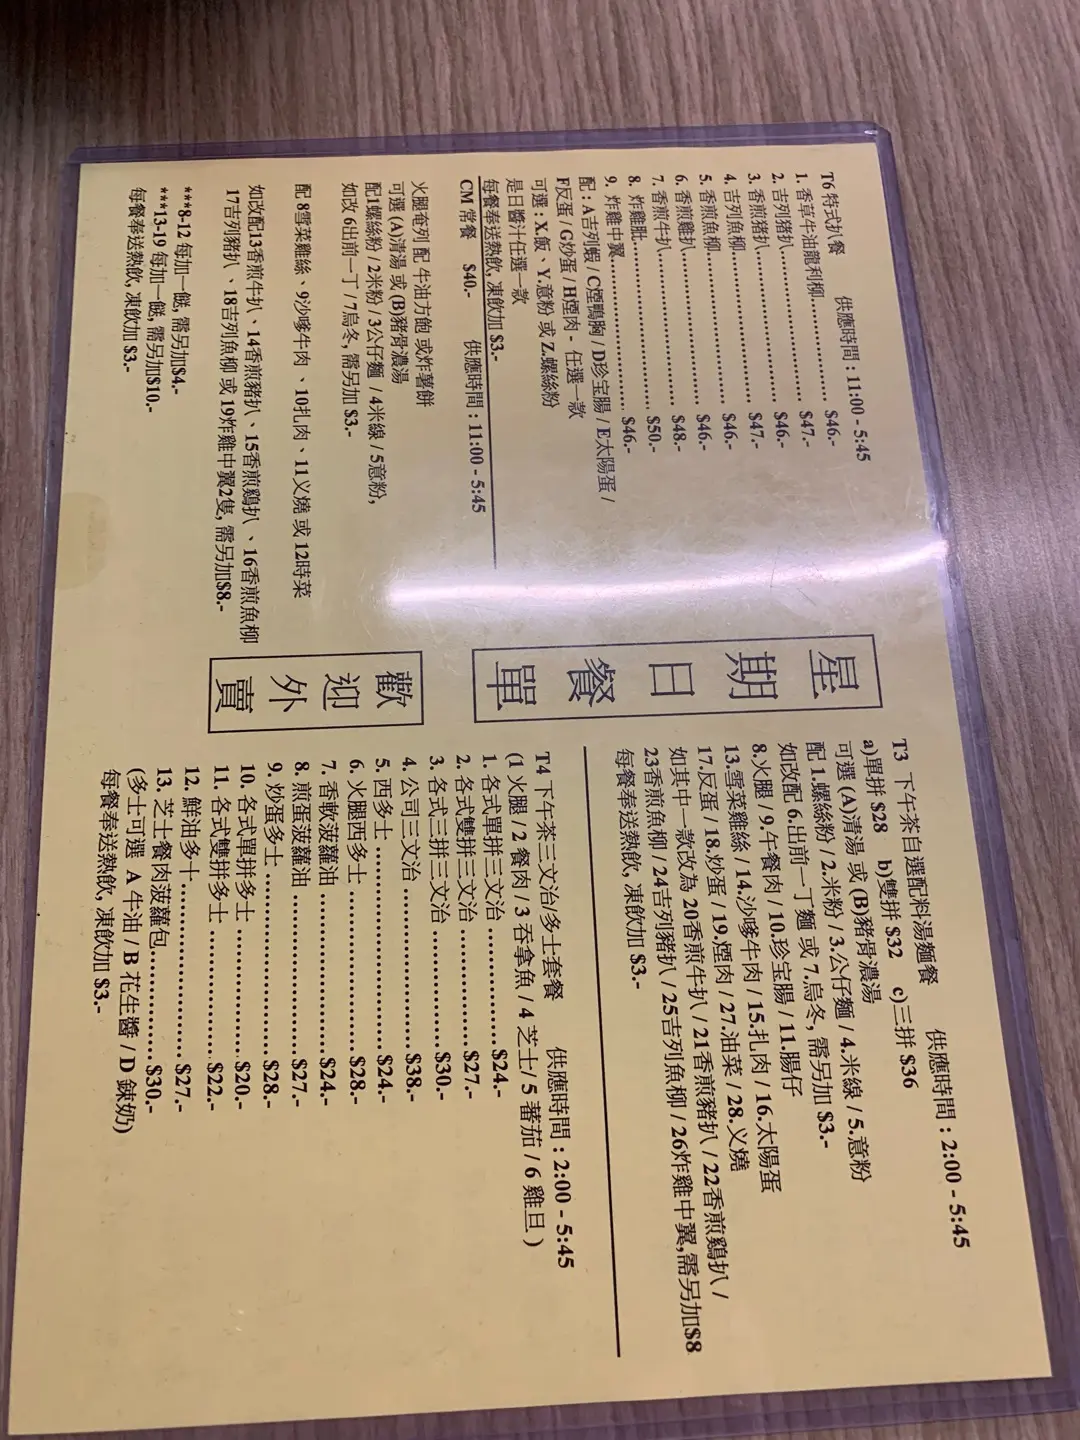 T6 特式扒餐 供應時間 : 11:00 - 5:45
1. 香草牛油龍利柳................ $46.-
2. 吉列豬扒........................ $47.-
3. 香煎豬扒........................ $46.-
4. 吉列魚柳........................ $47.-
5. 香煎魚柳........................ $46.-
6. 香煎雞扒........................ $46.-
7. 香煎牛扒........................ $48.-
8. 炸雞肶........................... $50.-
9. 炸雞中翼........................ $46.-
配 : A吉列蝦 / C煙鴨胸 / D珍宝腸 / E太陽蛋 /
F反蛋 / G炒蛋 / H煙肉 - 任選一款
可選 : X.飯、Y.意粉 或 Z.螺絲粉
是日醬汁任選一款
每餐奉送熱飲, 凍飲加 $3.-
CM 常餐 $40.- 供應時間 : 11:00 - 5:45
火腿奄列 配 牛油方飽 或炸薯餅
可選 (A)清湯 或 (B)豬骨濃湯
配1螺絲粉 / 2米粉 / 3公仔麵 / 4米線 / 5意粉,
如改 6出前一丁 / 7烏冬, 需另加 $3.-
配 8雪菜雞絲、9沙嗲牛肉 、10扎肉、11义燒 或 12時菜
如改配13香煎牛扒、14香煎豬扒、15香煎鷄扒、16香煎魚柳
17吉列豬扒 、18吉列魚柳 或 19炸雞中翼2隻, 需另加$8.-
***8-12 每加一餸, 需另加$4.-
***13-19 每加一餸, 需另加$10.-
每餐奉送熱飲, 凍飲加 $3.-
星期日餐單
歡迎外賣
T3 下午茶自選配料湯麵餐 供應時間 : 2:00 - 5:45
a)單拼 $28 b)雙拼 $32 c)三拼 $36
可選 (A)清湯 或 (B)豬骨濃湯
配 1.螺絲粉 / 2.米粉 / 3.公仔麵 / 4.米線 / 5.意粉
如改配 6.出前一丁麵 或 7.烏冬, 需另加 $3.-
8.火腿 / 9.午餐肉 / 10.珍宝腸 / 11.腸仔
13.雪菜雞絲 / 14.沙嗲牛肉 / 15.扎肉 / 16.太陽蛋
17.反蛋 / 18.炒蛋 / 19.煙肉 / 27.油菜 / 28.义燒
如其中一款改為 20香煎牛扒 / 21香煎豬扒 / 22香煎鷄扒 /
23香煎魚柳 / 24吉列豬扒 / 25吉列魚柳 / 26炸雞中翼,需另加$8
每餐奉送熱飲, 凍飲加 $3.-
T4 下午茶三文治/多士套餐 供應時間 : 2:00 - 5:45
(1 火腿 / 2 餐肉 / 3 吞拿魚 / 4 芝士/ 5 蕃茄 / 6 雞旦 )
1. 各式單拼三文治 ................ $24.-
2. 各式雙拼三文治 ................ $27.-
3. 各式三拼三文治 ................ $30.-
4. 公司三文治 ..................... $38.-
5. 西多士 ........................... $24.-
6. 火腿西多士 ..................... $28.-
7. 香軟菠蘿油 ..................... $24.-
8. 煎蛋菠蘿油 ..................... $27.-
9. 炒蛋多士 ........................ $28.-
10. 各式單拼多士 ................. $20.-
11. 各式雙拼多士 ................. $22.-
12. 鮮油多士 ........................ $27.-
13. 芝士餐肉菠蘿包............... $30.-
(多士可選 A 牛油 / B 花生醬 / D 鍊奶)
每餐奉送熱飲, 凍飲加 $3.-